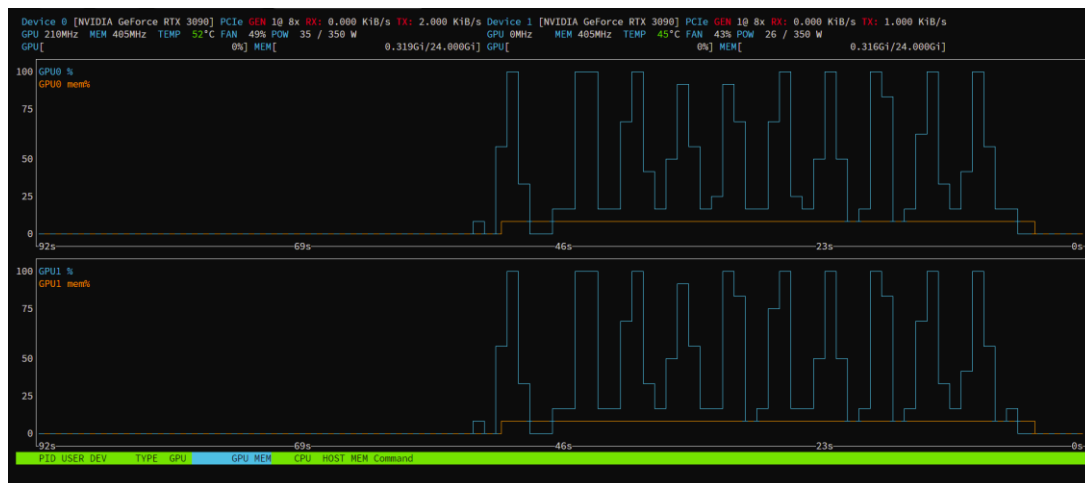 Device 0 [NVIDIA GeForce RTX 3090] PCIe GEN 1@ 8x RX: 0.000 KiB/s TX: 2.000 KiB/s Device 1 [NVIDIA GeForce RTX 3090] PCIe GEN 1@ 8x RX: 0.000 KiB/s TX: 1.000 KiB/s
GPU 210MHz MEM 405MHz TEMP 52°C FAN 49% POW 35 / 350 W GPU 0MHz MEM 405MHz TEMP 45°C FAN 43% POW 26 / 350 W
GPU[ 0%] MEM[ 0.319Gi/24.000Gi] GPU[ 0%] MEM[ 0.316Gi/24.000Gi]
100 GPU0 %
GPU0 mem%
75
50
25
0
92s 69s 46s 23s 0s
100 GPU1 %
GPU1 mem%
75
50
25
0
92s 69s 46s 23s 0s
PID USER DEV TYPE GPU GPU MEM CPU HOST MEM Command